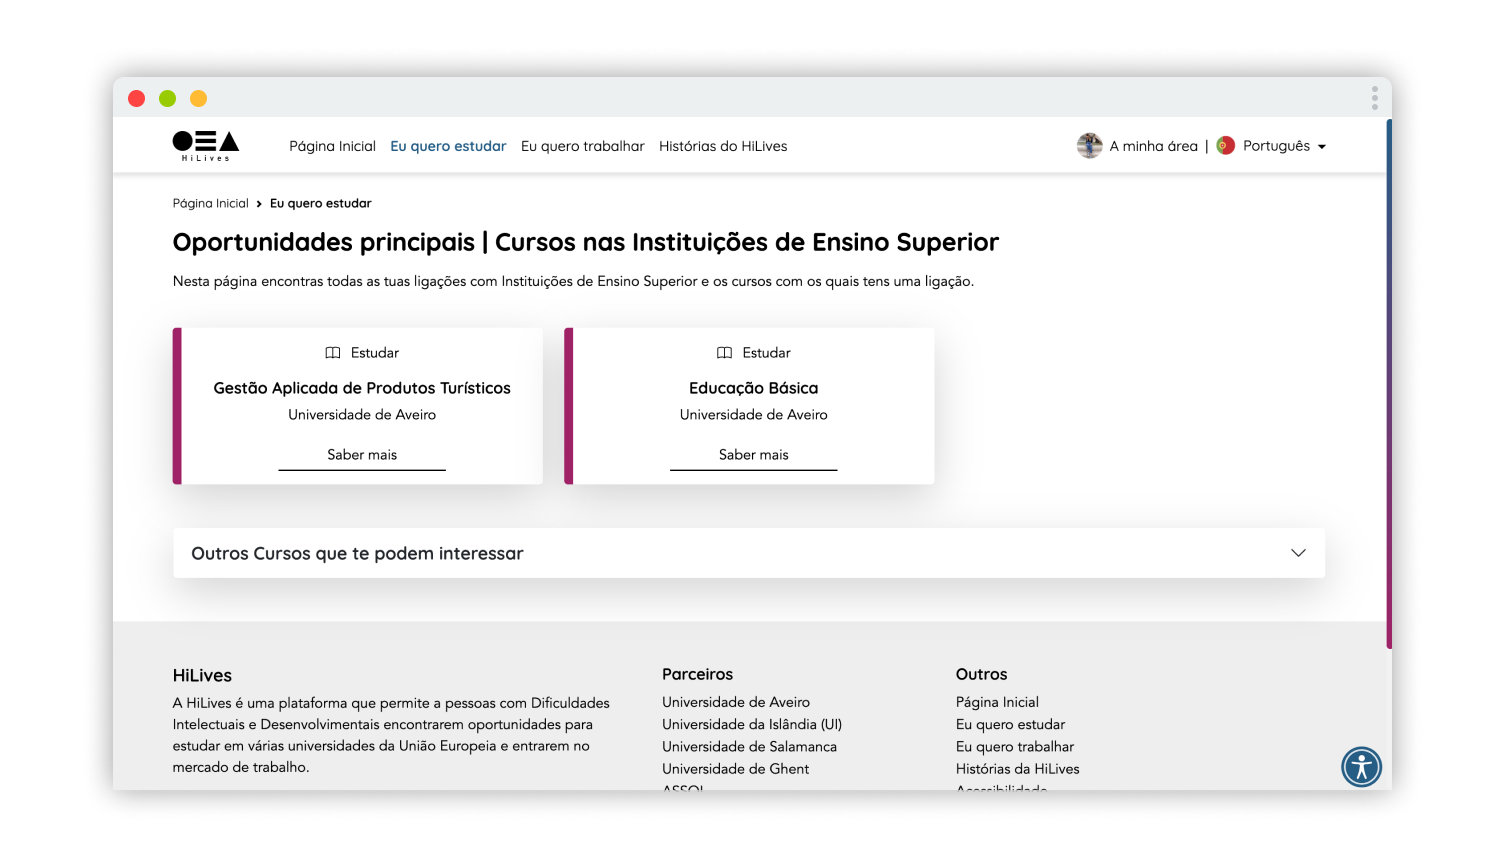 HiLives
Página Inicial Eu quero estudar Eu quero trabalhar Histórias do HiLives
A minha área | Português
Página Inicial > Eu quero estudar
Oportunidades principais | Cursos nas Instituições de Ensino Superior
Nesta página encontras todas as tuas ligações com Instituições de Ensino Superior e os cursos com os quais tens uma ligação.
Estudar
Gestão Aplicada de Produtos Turísticos
Universidade de Aveiro
Saber mais
Estudar
Educação Básica
Universidade de Aveiro
Saber mais
Outros Cursos que te podem interessar
HiLives
A HiLives é uma plataforma que permite a pessoas com Dificuldades
Intelectuais e Desenvolvimentais encontrarem oportunidades para
estudar em várias universidades da União Europeia e entrarem no
mercado de trabalho.
Parceiros
Universidade de Aveiro
Universidade da Islândia (UI)
Universidade de Salamanca
Universidade de Ghent
Outros
Página Inicial
Eu quero estudar
Eu quero trabalhar
Histórias da HiLives
Acessibilidade